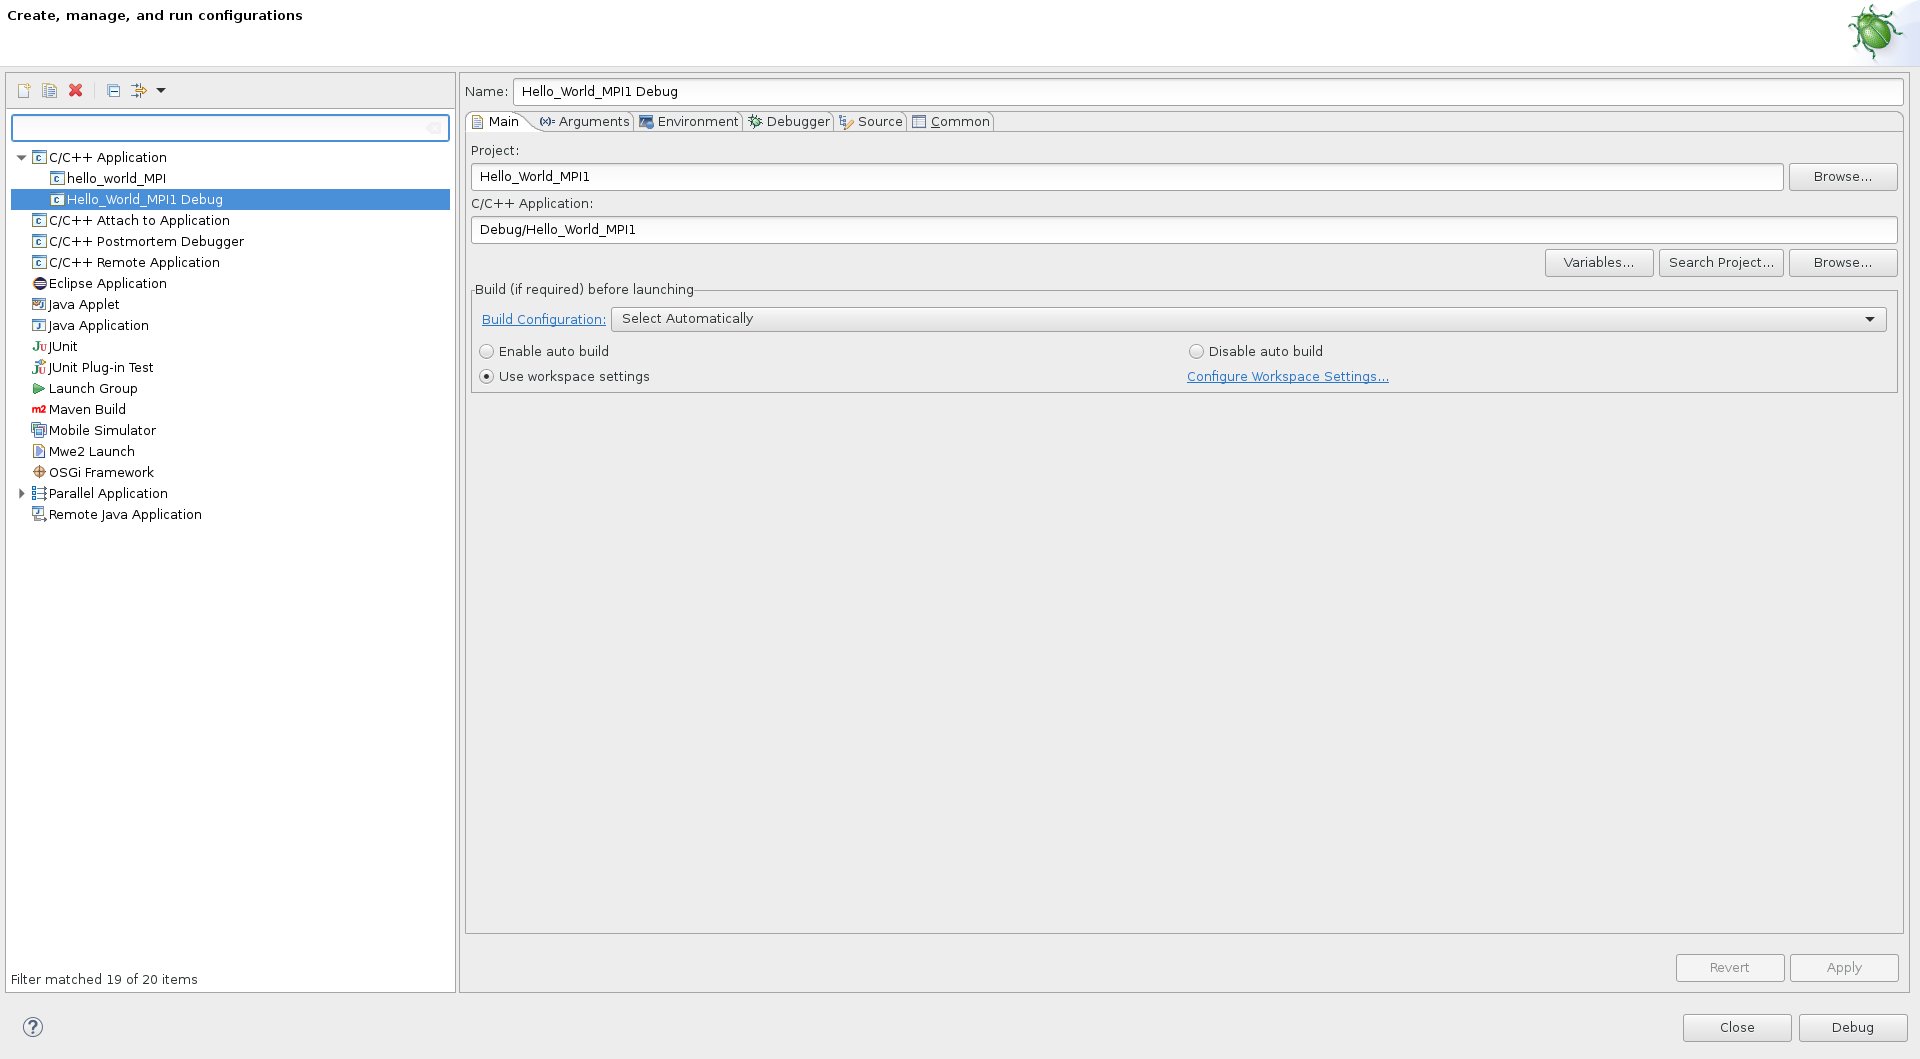 Create, manage, and run configurations
Name: Hello_World_MPI1 Debug
Main Arguments Environment Debugger Source Common
C/C++ Application
hello_world_MPI
Hello_World_MPI1 Debug
C/C++ Attach to Application
C/C++ Postmortem Debugger
C/C++ Remote Application
Eclipse Application
Java Applet
Java Application
JUnit
JUnit Plug-in Test
Launch Group
Maven Build
Mobile Simulator
Mwe2 Launch
OSGi Framework
Parallel Application
Remote Java Application
Filter matched 19 of 20 items
Project:
Hello_World_MPI1 Browse...
C/C++ Application:
Debug/Hello_World_MPI1
Variables... Search Project... Browse...
Build (if required) before launching
Build Configuration: Select Automatically
Enable auto build Disable auto build
Use workspace settings Configure Workspace Settings...
Revert Apply
? Close Debug